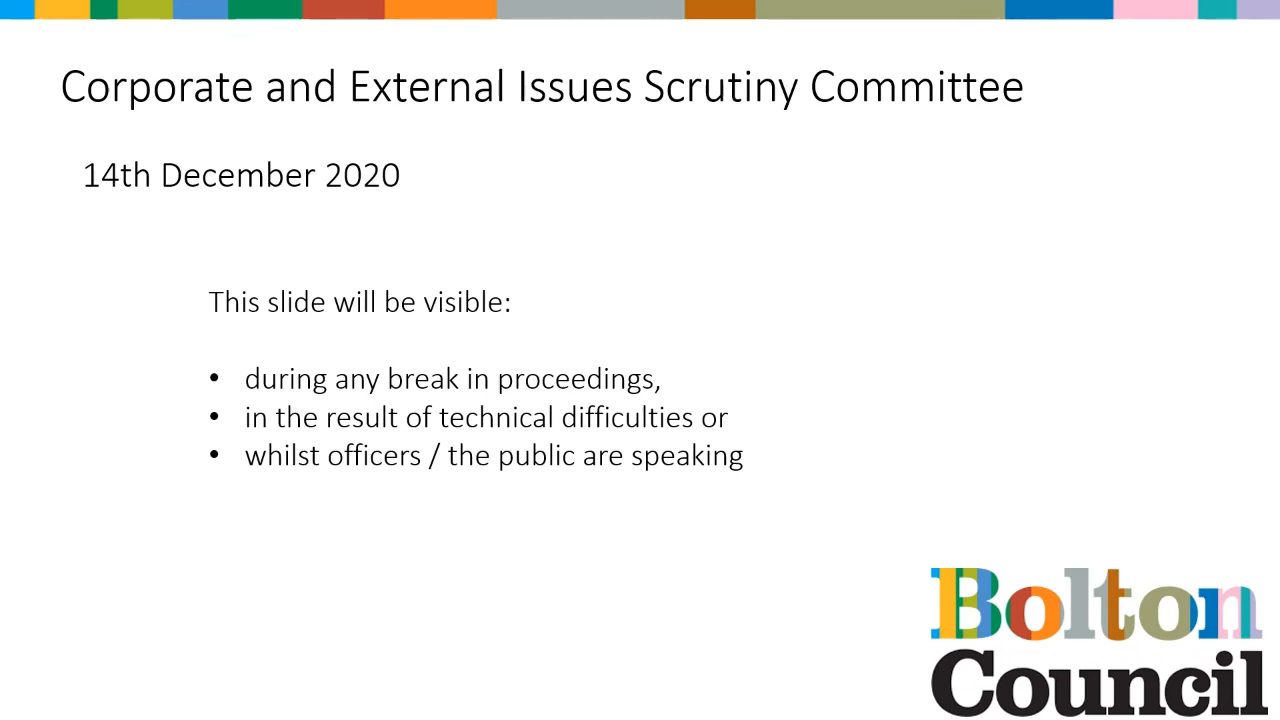 Corporate and External Issues Scrutiny Committee
14th December 2020
This slide will be visible:
• during any break in proceedings,
• in the result of technical difficulties or
• whilst officers / the public are speaking
Bolton
Council